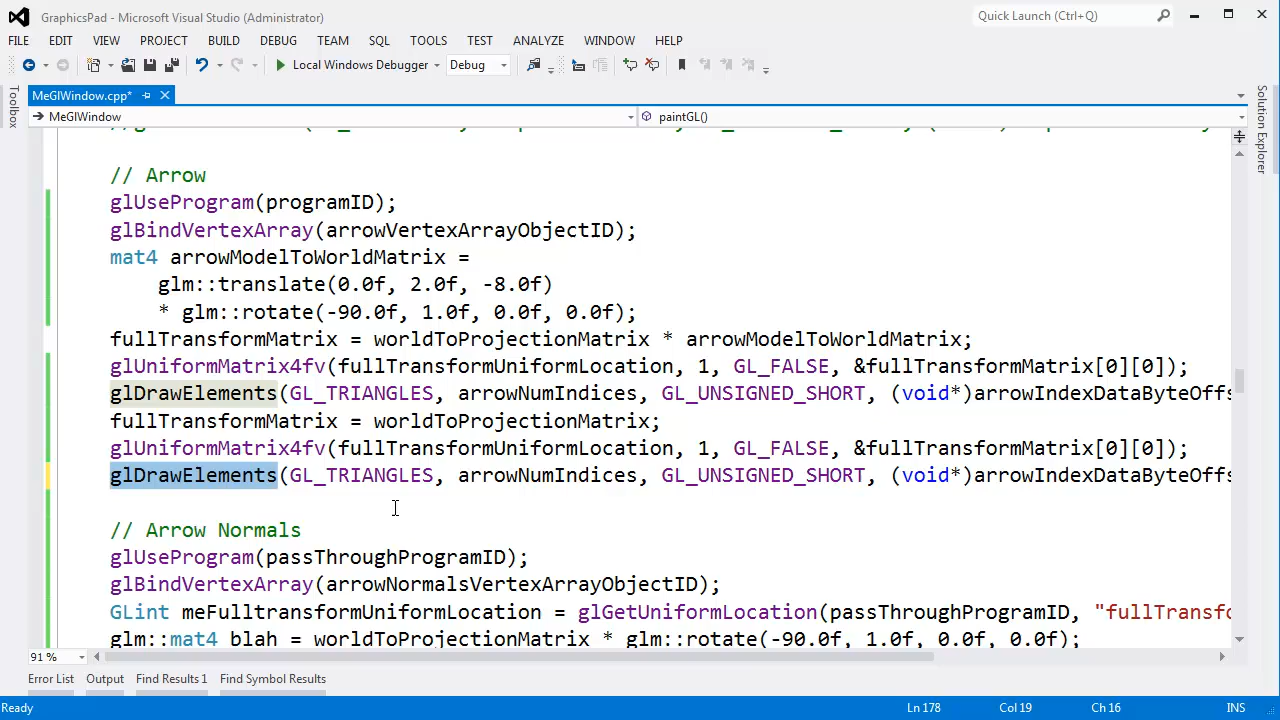 GraphicsPad - Microsoft Visual Studio (Administrator)
Quick Launch (Ctrl+Q)
FILE EDIT VIEW PROJECT BUILD DEBUG TEAM SQL TOOLS TEST ANALYZE WINDOW HELP
Local Windows Debugger Debug
Toolbox
MeGlWindow.cpp*
Solution Explorer
MeGlWindow paintGL()
// Arrow
glUseProgram(programID);
glBindVertexArray(arrowVertexArrayObjectID);
mat4 arrowModelToWorldMatrix =
glm::translate(0.0f, 2.0f, -8.0f)
* glm::rotate(-90.0f, 1.0f, 0.0f, 0.0f);
fullTransformMatrix = worldToProjectionMatrix * arrowModelToWorldMatrix;
glUniformMatrix4fv(fullTransformUniformLocation, 1, GL_FALSE, &fullTransformMatrix[0][0]);
glDrawElements(GL_TRIANGLES, arrowNumIndices, GL_UNSIGNED_SHORT, (void*)arrowIndexDataByteOffs
fullTransformMatrix = worldToProjectionMatrix;
glUniformMatrix4fv(fullTransformUniformLocation, 1, GL_FALSE, &fullTransformMatrix[0][0]);
glDrawElements(GL_TRIANGLES, arrowNumIndices, GL_UNSIGNED_SHORT, (void*)arrowIndexDataByteOffs
// Arrow Normals
glUseProgram(passThroughProgramID);
glBindVertexArray(arrowNormalsVertexArrayObjectID);
GLint meFulltransformUniformLocation = glGetUniformLocation(passThroughProgramID, "fullTransfo
glm::mat4 blah = worldToProjectionMatrix * glm::rotate(-90.0f, 1.0f, 0.0f, 0.0f);
91 %
Error List Output Find Results 1 Find Symbol Results
Ready Ln 178 Col 19 Ch 16 INS